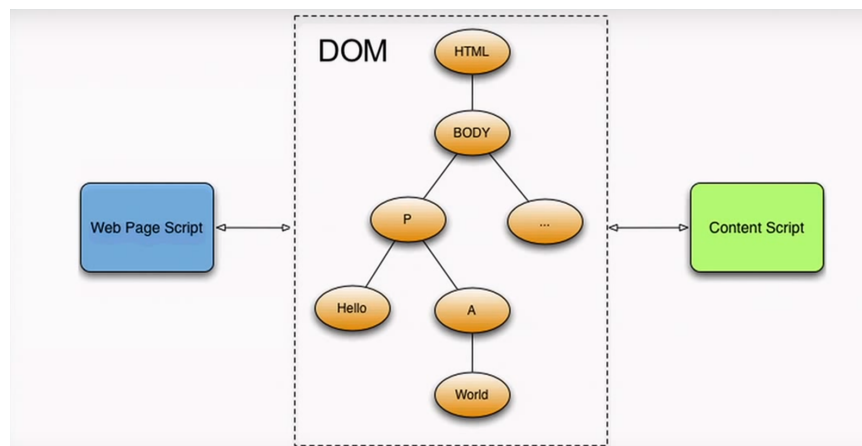 DOM
HTML
BODY
Web Page Script
P
...
Content Script
Hello
A
World